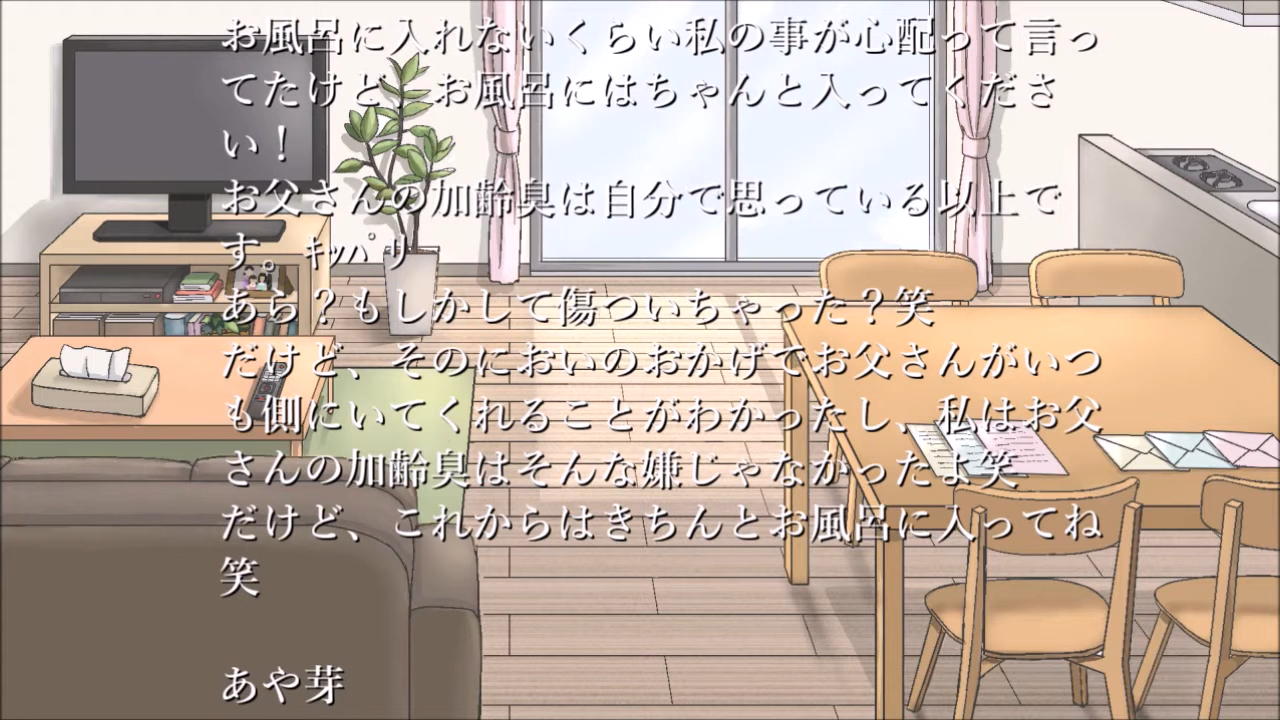 お風呂に入れないくらい私の事が心配って言っ
てたけど、お風呂にはちゃんと入ってくださ
い！
お父さんの加齢臭は自分で思っている以上で
す。ｷｯﾊﾟﾘ
あら？もしかして傷ついちゃった？笑
だけど、そのにおいのおかげでお父さんがいつ
も側にいてくれることがわかったし、私はお父
さんの加齢臭はそんな嫌じゃなかったよ笑
だけど、これからはきちんとお風呂に入ってね
笑
あや芽